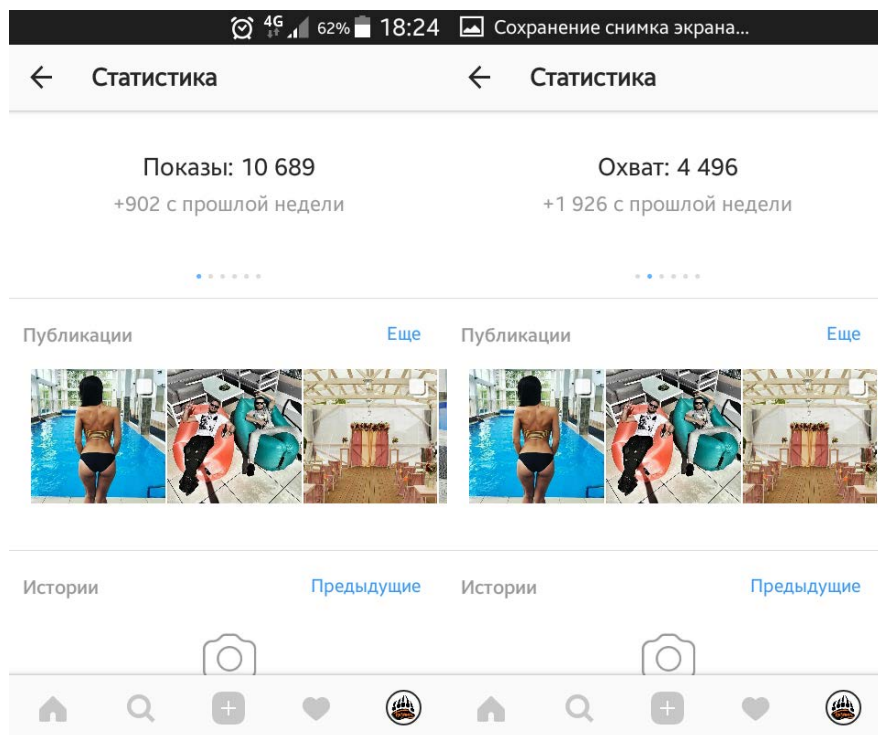 4G 62% 18:24
Статистика
Показы: 10 689
+902 с прошлой недели
Публикации Еще
Истории Предыдущие
Сохранение снимка экрана...
Статистика
Охват: 4 496
+1 926 с прошлой недели
Публикации Еще
Истории Предыдущие